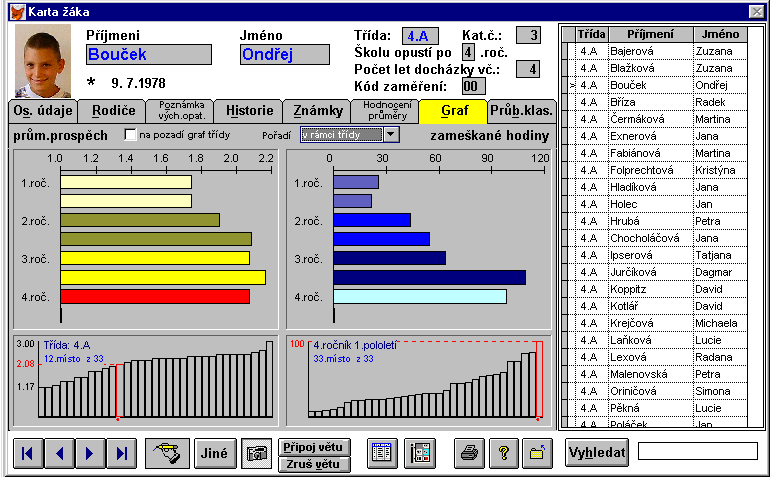 Karta žáka
Příjmení Jméno
Bouček Ondřej
* 9. 7.1978
Třída: 4.A Kat.č.: 3
Školu opustí po 4 .roč.
Počet let docházky vč.: 4
Kód zaměření: 00
Os. údaje Rodiče Poznámka vých.opat. Historie Známky Hodnocení průměry Graf Průb.klas.
prům.prospěch na pozadí graf třídy Pořadí v rámci třídy zameškané hodiny
1.0 1.2 1.4 1.6 1.8 2.0 2.2
1.roč.
2.roč.
3.roč.
4.roč.
0 30 60 90 120
1.roč.
2.roč.
3.roč.
4.roč.
3.00 Třída: 4.A
2.08 12.místo z 33
1.17
100 4.ročník 1.pololetí
33.místo z 33
Třída Příjmení Jméno
4.A Bajerová Zuzana
4.A Blažková Zuzana
> 4.A Bouček Ondřej
4.A Bříza Radek
4.A Čermáková Martina
4.A Exnerová Jana
4.A Fabiánová Martina
4.A Folprechtová Kristýna
4.A Hladíková Jana
4.A Holec Jan
4.A Hrubá Petra
4.A Chocholáčová Jana
4.A Ipserová Tatjana
4.A Jurčíková Dagmar
4.A Koppitz David
4.A Kotlář David
4.A Krejčová Michaela
4.A Laňková Lucie
4.A Lexová Radana
4.A Malenovská Petra
4.A Oriničová Simona
4.A Pěkná Lucie
4.A Poláček Jan
Jiné
Připoj větu
Zruš větu
?
Vyhledat